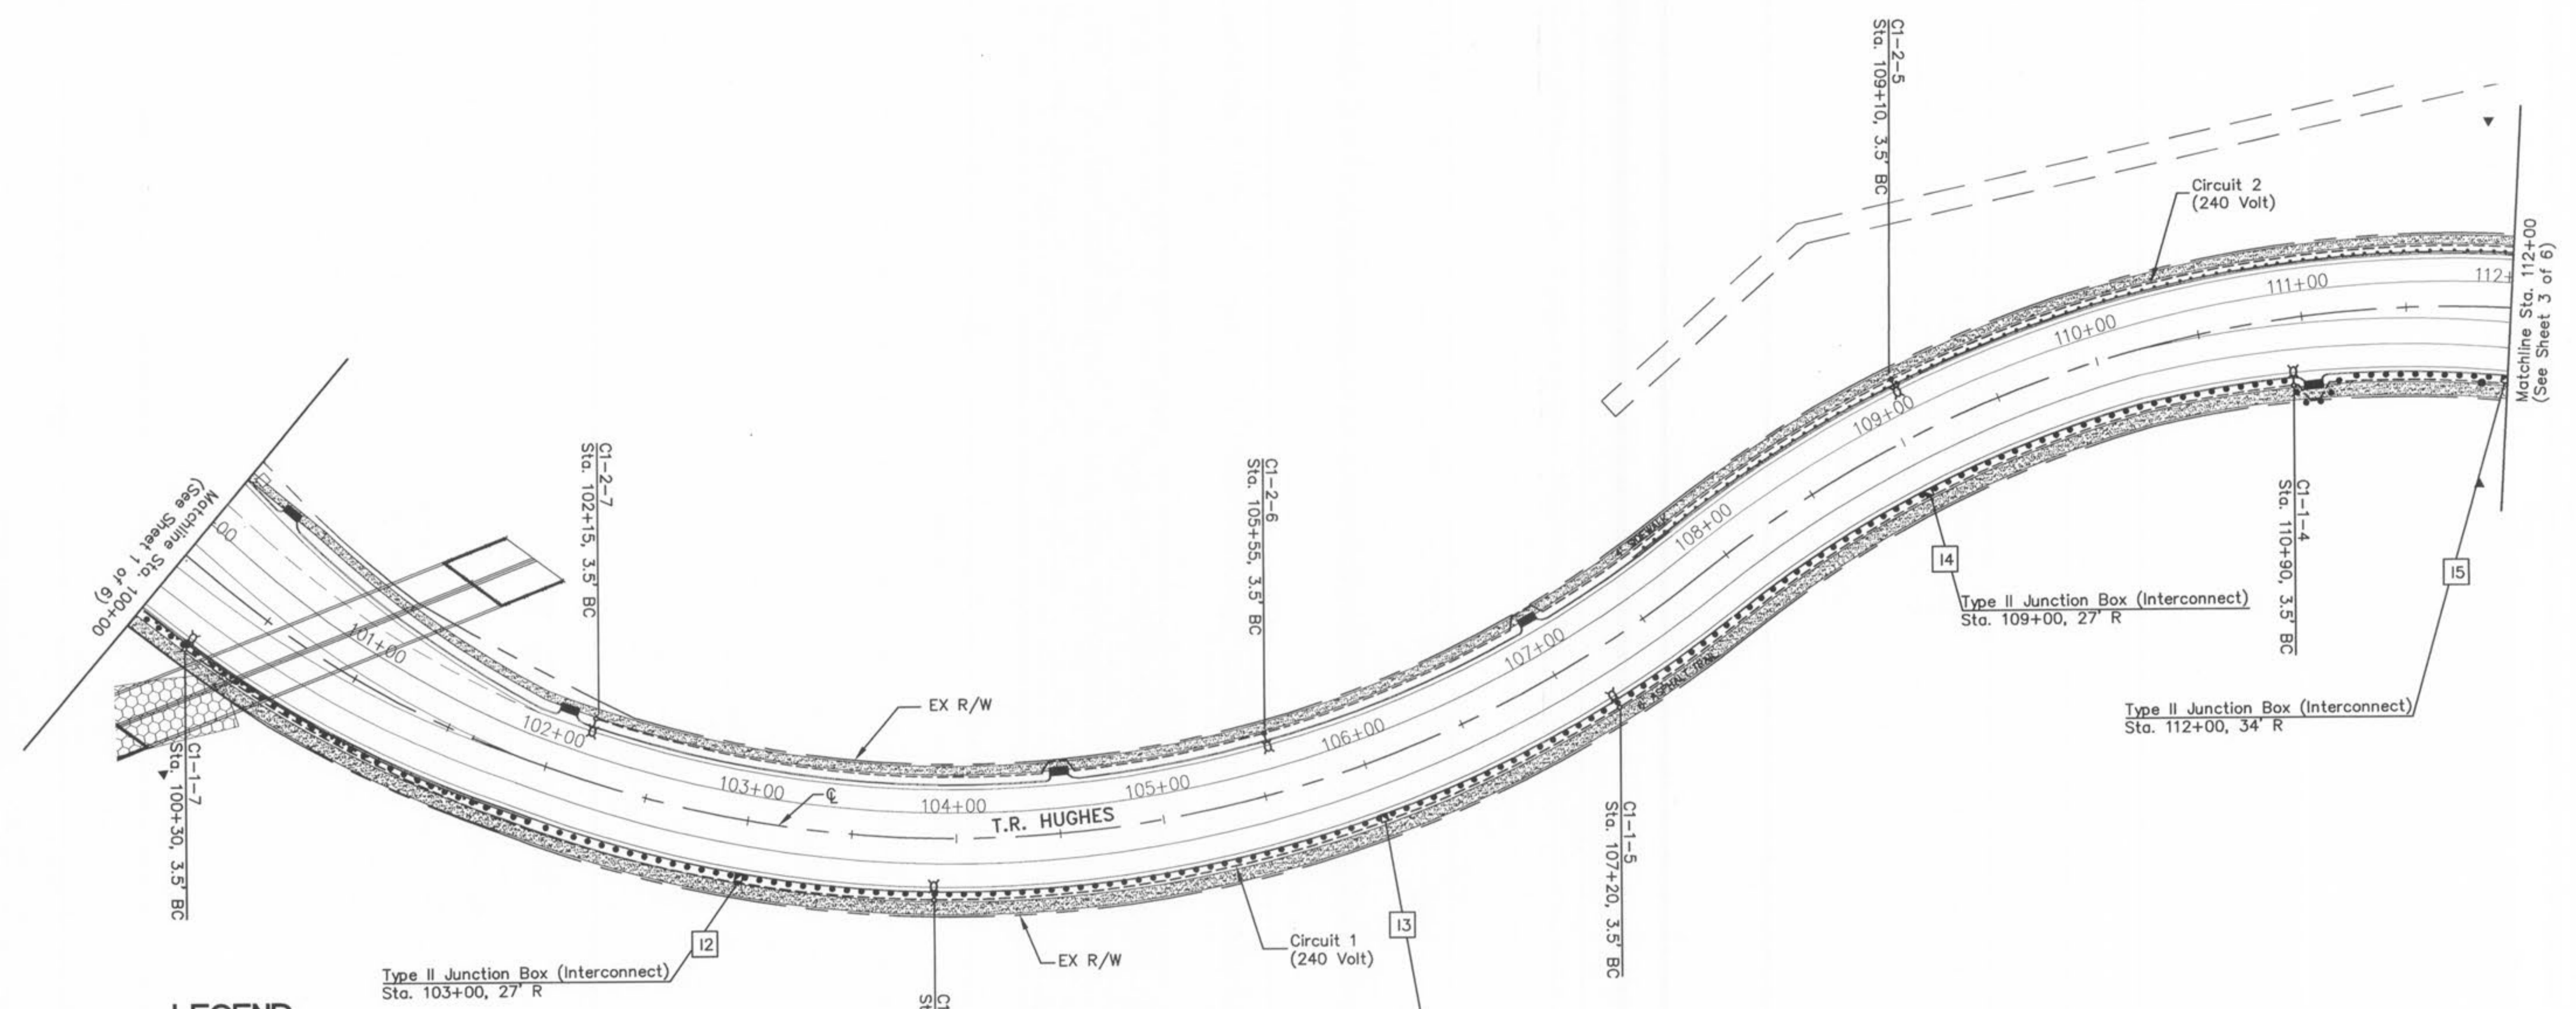 C1-2-5
Sta. 109+10, 3.5' BC
Circuit 2
(240 Volt)
Matchline Sta. 112+00
(See Sheet 3 of 6)
112+
111+00
110+00
109+00
108+00
107+00
106+00
105+00
104+00
103+00
102+00
101+00
+00
Matchline Sta. 100+00
(See Sheet 1 of 6)
C1-2-7
Sta. 102+15, 3.5' BC
C1-2-6
Sta. 105+55, 3.5' BC
SIDEWALK
ASPHALT TRAIL
EX R/W
℄
T.R. HUGHES
C1-1-7
Sta. 100+30, 3.5' BC
C1-1-5
Sta. 107+20, 3.5' BC
C1-1-4
Sta. 110+90, 3.5' BC
14
Type II Junction Box (Interconnect)
Sta. 109+00, 27' R
15
Type II Junction Box (Interconnect)
Sta. 112+00, 34' R
12
Type II Junction Box (Interconnect)
Sta. 103+00, 27' R
13
Circuit 1
(240 Volt)
EX R/W
C1
St
LEGEND